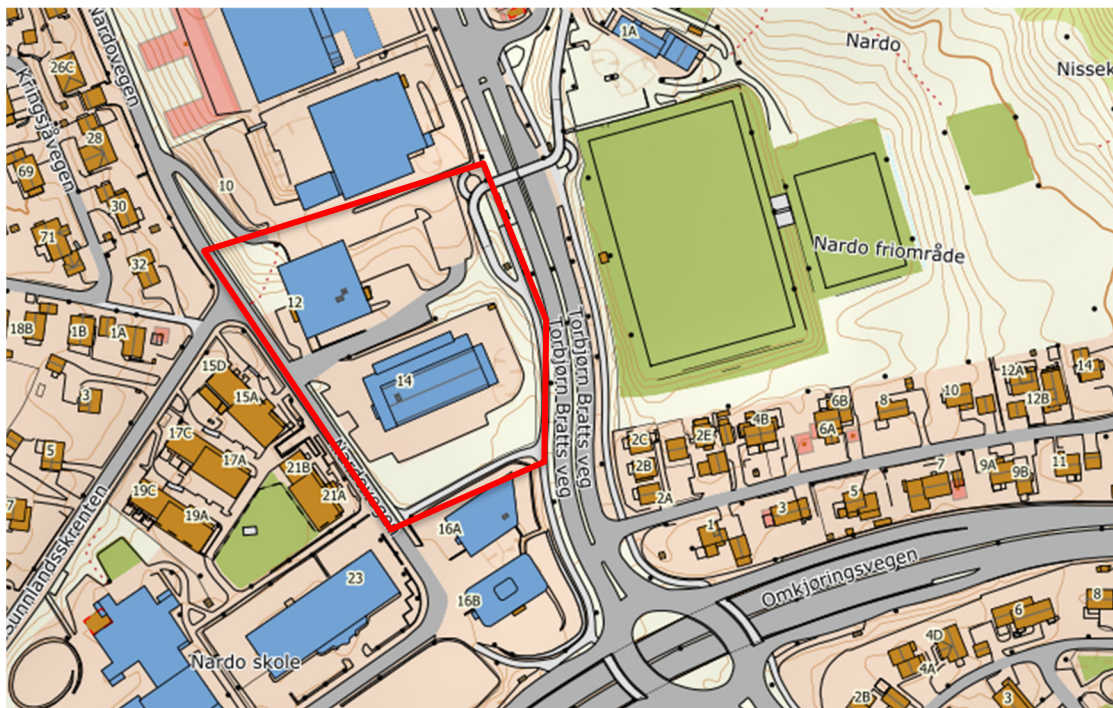 Nardovegen
Kringsjåvegen
26C
28
69
30
71
32
18B
1B
1A
3
5
10
12
14
1A
Nardo
Nissek
Nardo friområde
Torbjørn Bratts veg
Torbjørn Bratts veg
15D
15A
17C
17A
19C
19A
21B
21A
Nardovegen
Sunnlandsskrenten
16A
16B
23
Nardo skole
2C
2B
2A
2E
4B
6B
6A
8
10
12A
12B
14
1
3
5
7
9A
9B
11
Omkjøringsvegen
6
8
4D
4A
2B
3